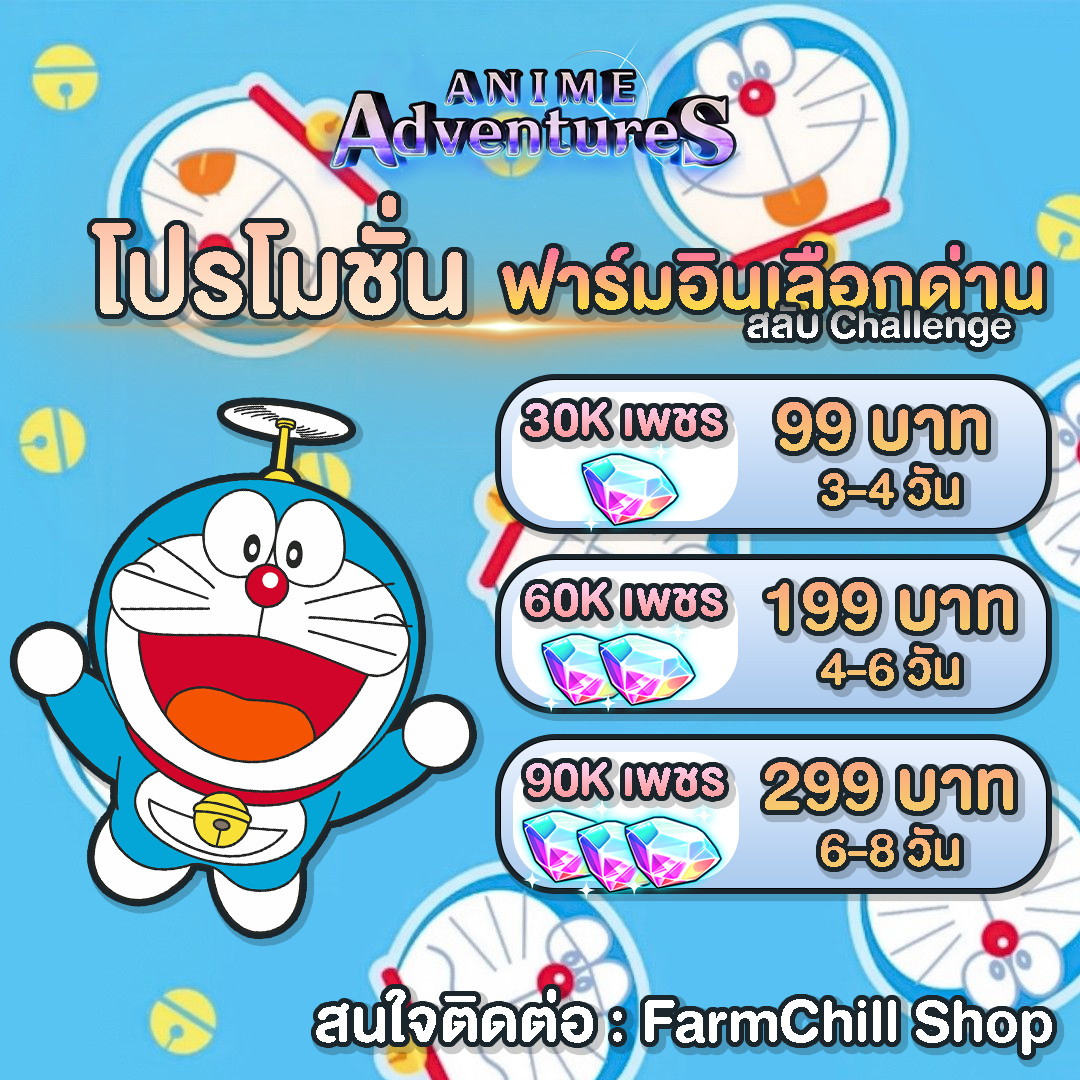 ANIME
Adventures
โปรโมชั่น ฟาร์มอินเลือกด่าน
สลับ Challenge
30K เพชร 99 บาท
3-4 วัน
60K เพชร 199 บาท
4-6 วัน
90K เพชร 299 บาท
6-8 วัน
สนใจติดต่อ : FarmChill Shop